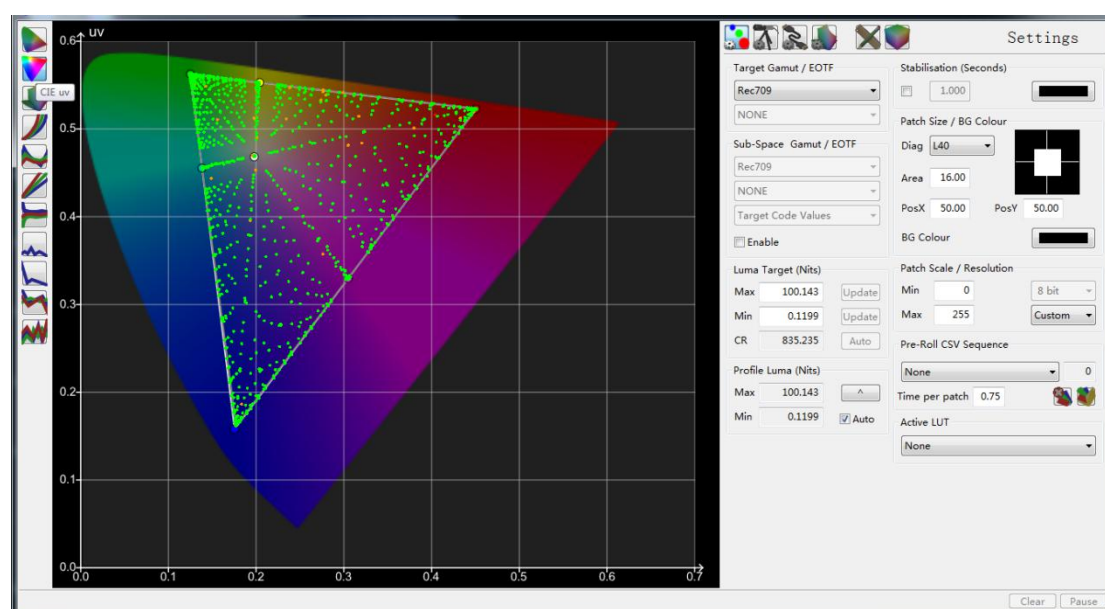 uv
0.6
0.5
0.4
0.3
0.2
0.1
0.0
0.0 0.1 0.2 0.3 0.4 0.5 0.6 0.7
CIE uv
Settings
Target Gamut / EOTF
Rec709
NONE
Sub-Space Gamut / EOTF
Rec709
NONE
Target Code Values
Enable
Luma Target (Nits)
Max 100.143 Update
Min 0.1199 Update
CR 835.235 Auto
Profile Luma (Nits)
Max 100.143 ^
Min 0.1199 Auto
Stabilisation (Seconds)
1.000
Patch Size / BG Colour
Diag L40
Area 16.00
PosX 50.00 PosY 50.00
BG Colour
Patch Scale / Resolution
Min 0 8 bit
Max 255 Custom
Pre-Roll CSV Sequence
None 0
Time per patch 0.75
Active LUT
None
Clear Pause